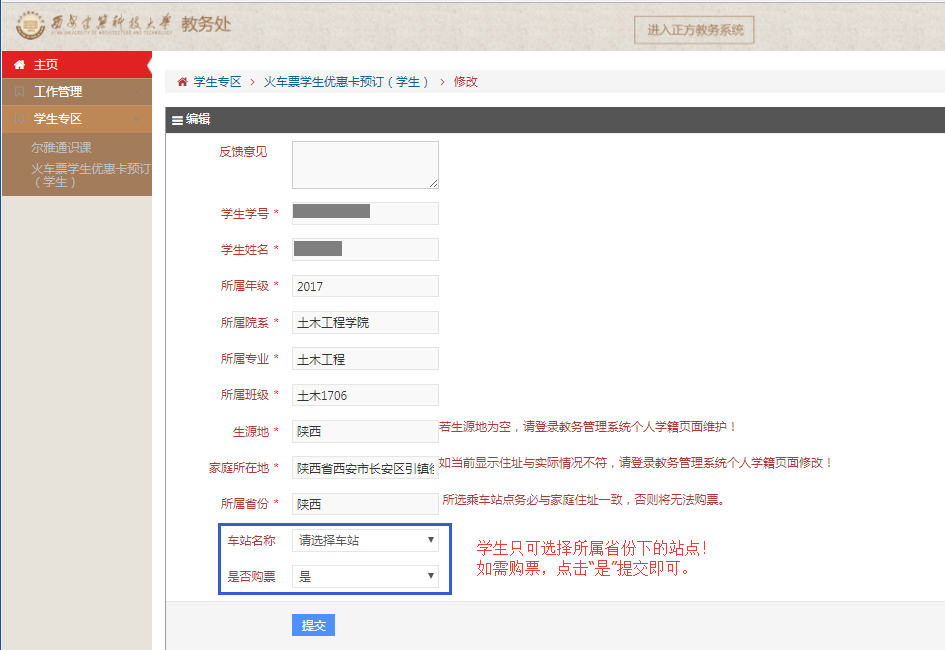 西安建筑科技大学 教务处
XI'AN UNIVERSITY OF ARCHITECTURE AND TECHNOLOGY
进入正方教务系统
主页
工作管理
学生专区
尔雅通识课
火车票学生优惠卡预订
（学生）
学生专区 > 火车票学生优惠卡预订（学生） > 修改
编辑
反馈意见
学生学号 *
学生姓名 *
所属年级 * 2017
所属院系 * 土木工程学院
所属专业 * 土木工程
所属班级 * 土木1706
生源地 * 陕西 若生源地为空，请登录教务管理系统个人学籍页面维护！
家庭所在地 * 陕西省西安市长安区引镇街 如当前显示住址与实际情况不符，请登录教务管理系统个人学籍页面修改！
所属省份 * 陕西 所选乘车站点务必与家庭住址一致，否则将无法购票。
车站名称 请选择车站
是否购票 是
学生只可选择所属省份下的站点！
如需购票，点击“是”提交即可。
提交